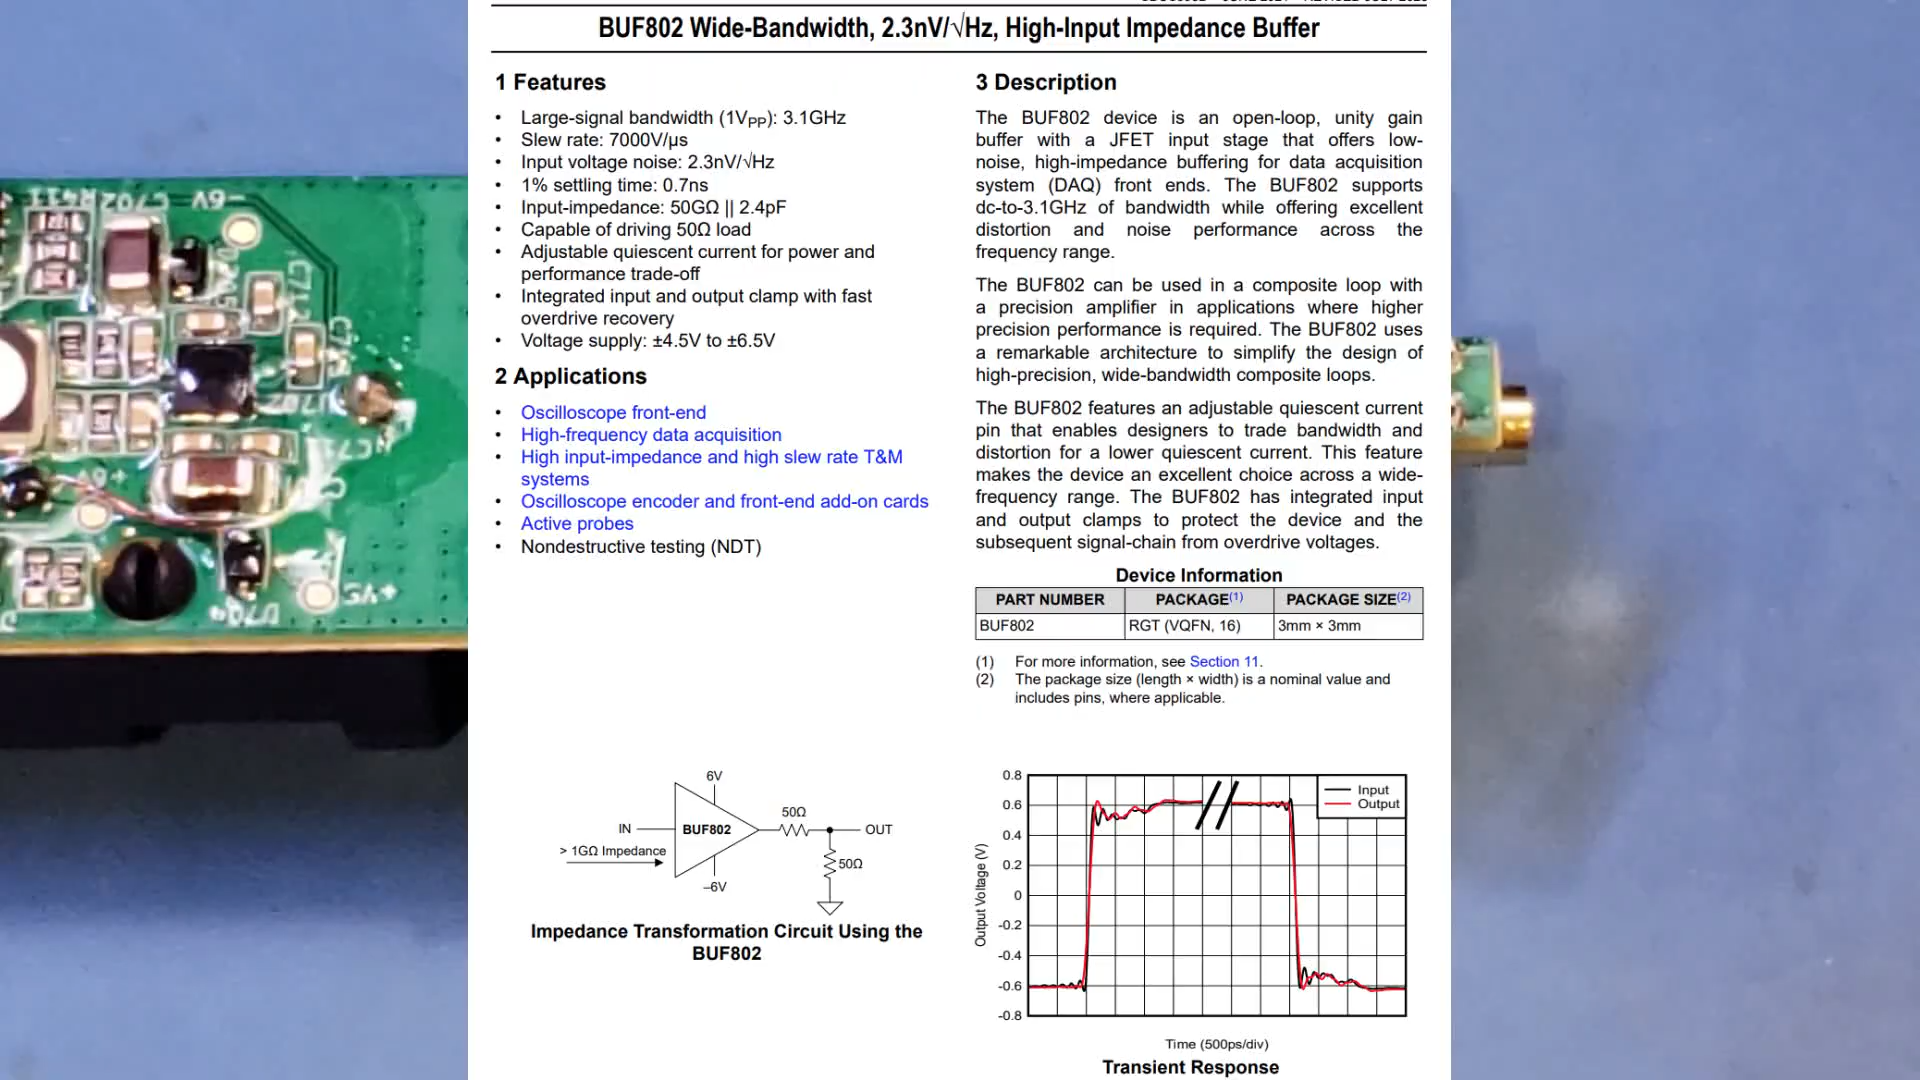 BUF802 Wide-Bandwidth, 2.3nV/√Hz, High-Input Impedance Buffer
1 Features
• Large-signal bandwidth (1VPP): 3.1GHz
• Slew rate: 7000V/µs
• Input voltage noise: 2.3nV/√Hz
• 1% settling time: 0.7ns
• Input-impedance: 50GΩ || 2.4pF
• Capable of driving 50Ω load
• Adjustable quiescent current for power and
performance trade-off
• Integrated input and output clamp with fast
overdrive recovery
• Voltage supply: ±4.5V to ±6.5V
2 Applications
• Oscilloscope front-end
• High-frequency data acquisition
• High input-impedance and high slew rate T&M
systems
• Oscilloscope encoder and front-end add-on cards
• Active probes
• Nondestructive testing (NDT)
3 Description
The BUF802 device is an open-loop, unity gain
buffer with a JFET input stage that offers low-
noise, high-impedance buffering for data acquisition
system (DAQ) front ends. The BUF802 supports
dc-to-3.1GHz of bandwidth while offering excellent
distortion and noise performance across the
frequency range.
The BUF802 can be used in a composite loop with
a precision amplifier in applications where higher
precision performance is required. The BUF802 uses
a remarkable architecture to simplify the design of
high-precision, wide-bandwidth composite loops.
The BUF802 features an adjustable quiescent current
pin that enables designers to trade bandwidth and
distortion for a lower quiescent current. This feature
makes the device an excellent choice across a wide-
frequency range. The BUF802 has integrated input
and output clamps to protect the device and the
subsequent signal-chain from overdrive voltages.
Device Information
PART NUMBER PACKAGE(1) PACKAGE SIZE(2)
BUF802 RGT (VQFN, 16) 3mm × 3mm
(1) For more information, see Section 11.
(2) The package size (length × width) is a nominal value and
includes pins, where applicable.
6V
50Ω
IN BUF802 OUT
> 1GΩ Impedance
50Ω
–6V
Impedance Transformation Circuit Using the
BUF802
0.8
0.6
0.4
0.2
0
-0.2
-0.4
-0.6
-0.8
Output Voltage (V)
Input
Output
Time (500ps/div)
Transient Response
-6V
C702
R411
+5V
D704